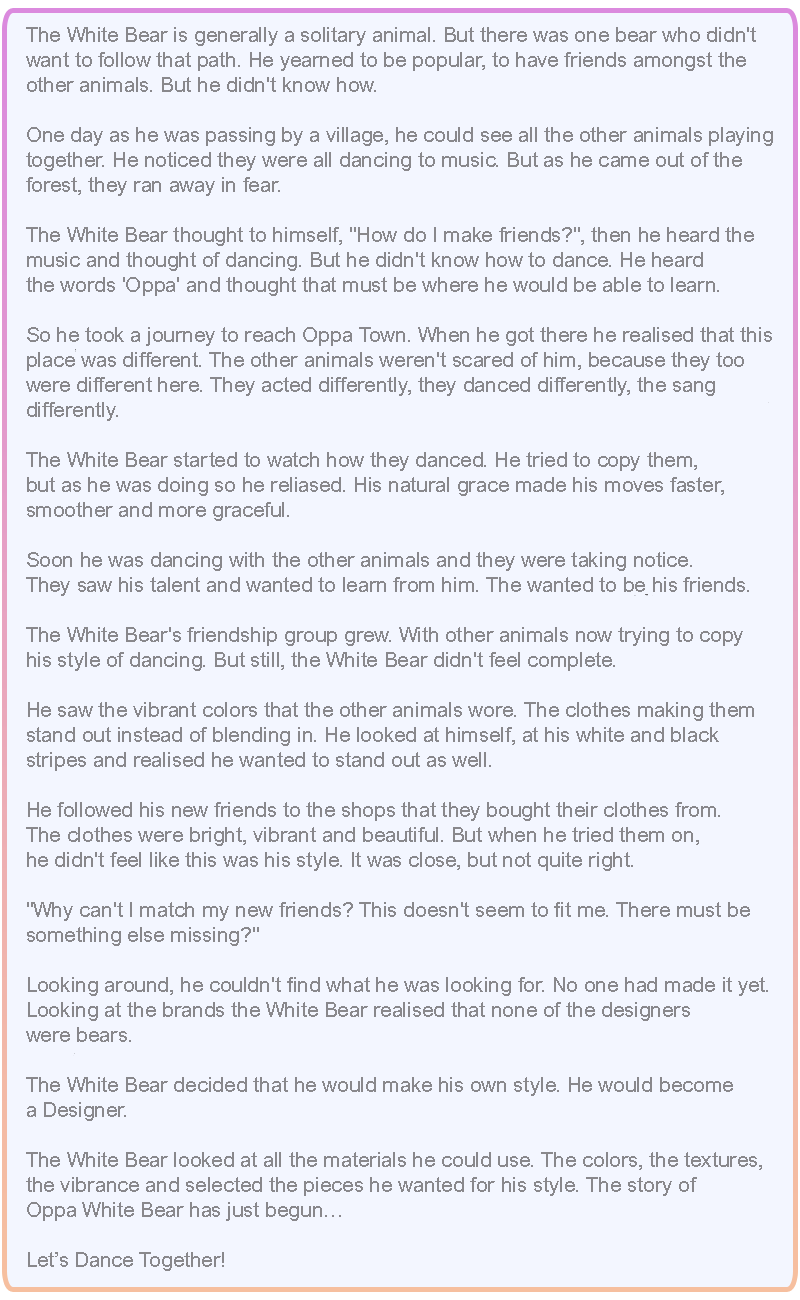 The White Bear is generally a solitary animal. But there was one bear who didn't
want to follow that path. He yearned to be popular, to have friends amongst the
other animals. But he didn't know how.
One day as he was passing by a village, he could see all the other animals playing
together. He noticed they were all dancing to music. But as he came out of the
forest, they ran away in fear.
The White Bear thought to himself, "How do I make friends?", then he heard the
music and thought of dancing. But he didn't know how to dance. He heard
the words 'Oppa' and thought that must be where he would be able to learn.
So he took a journey to reach Oppa Town. When he got there he realised that this
place was different. The other animals weren't scared of him, because they too
were different here. They acted differently, they danced differently, the sang
differently.
The White Bear started to watch how they danced. He tried to copy them,
but as he was doing so he reliased. His natural grace made his moves faster,
smoother and more graceful.
Soon he was dancing with the other animals and they were taking notice.
They saw his talent and wanted to learn from him. The wanted to be his friends.
The White Bear's friendship group grew. With other animals now trying to copy
his style of dancing. But still, the White Bear didn't feel complete.
He saw the vibrant colors that the other animals wore. The clothes making them
stand out instead of blending in. He looked at himself, at his white and black
stripes and realised he wanted to stand out as well.
He followed his new friends to the shops that they bought their clothes from.
The clothes were bright, vibrant and beautiful. But when he tried them on,
he didn't feel like this was his style. It was close, but not quite right.
"Why can't I match my new friends? This doesn't seem to fit me. There must be
something else missing?"
Looking around, he couldn't find what he was looking for. No one had made it yet.
Looking at the brands the White Bear realised that none of the designers
were bears.
The White Bear decided that he would make his own style. He would become
a Designer.
The White Bear looked at all the materials he could use. The colors, the textures,
the vibrance and selected the pieces he wanted for his style. The story of
Oppa White Bear has just begun…
Let’s Dance Together!